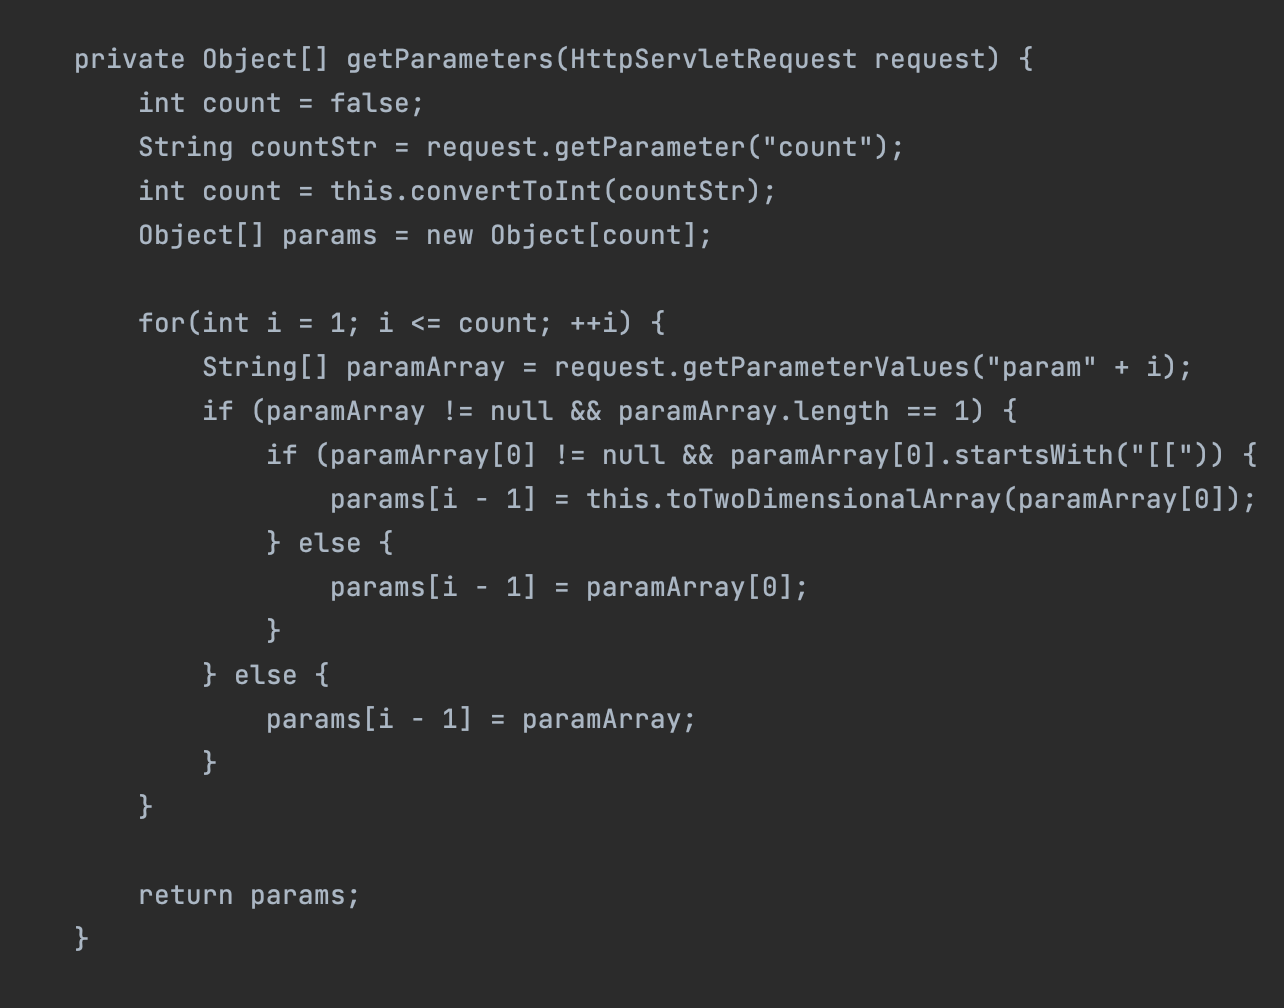 private Object[] getParameters(HttpServletRequest request) {
    int count = false;
    String countStr = request.getParameter("count");
    int count = this.convertToInt(countStr);
    Object[] params = new Object[count];

    for(int i = 1; i <= count; ++i) {
        String[] paramArray = request.getParameterValues("param" + i);
        if (paramArray != null && paramArray.length == 1) {
            if (paramArray[0] != null && paramArray[0].startsWith("[[")) {
                params[i - 1] = this.toTwoDimensionalArray(paramArray[0]);
            } else {
                params[i - 1] = paramArray[0];
            }
        } else {
            params[i - 1] = paramArray;
        }
    }

    return params;
}